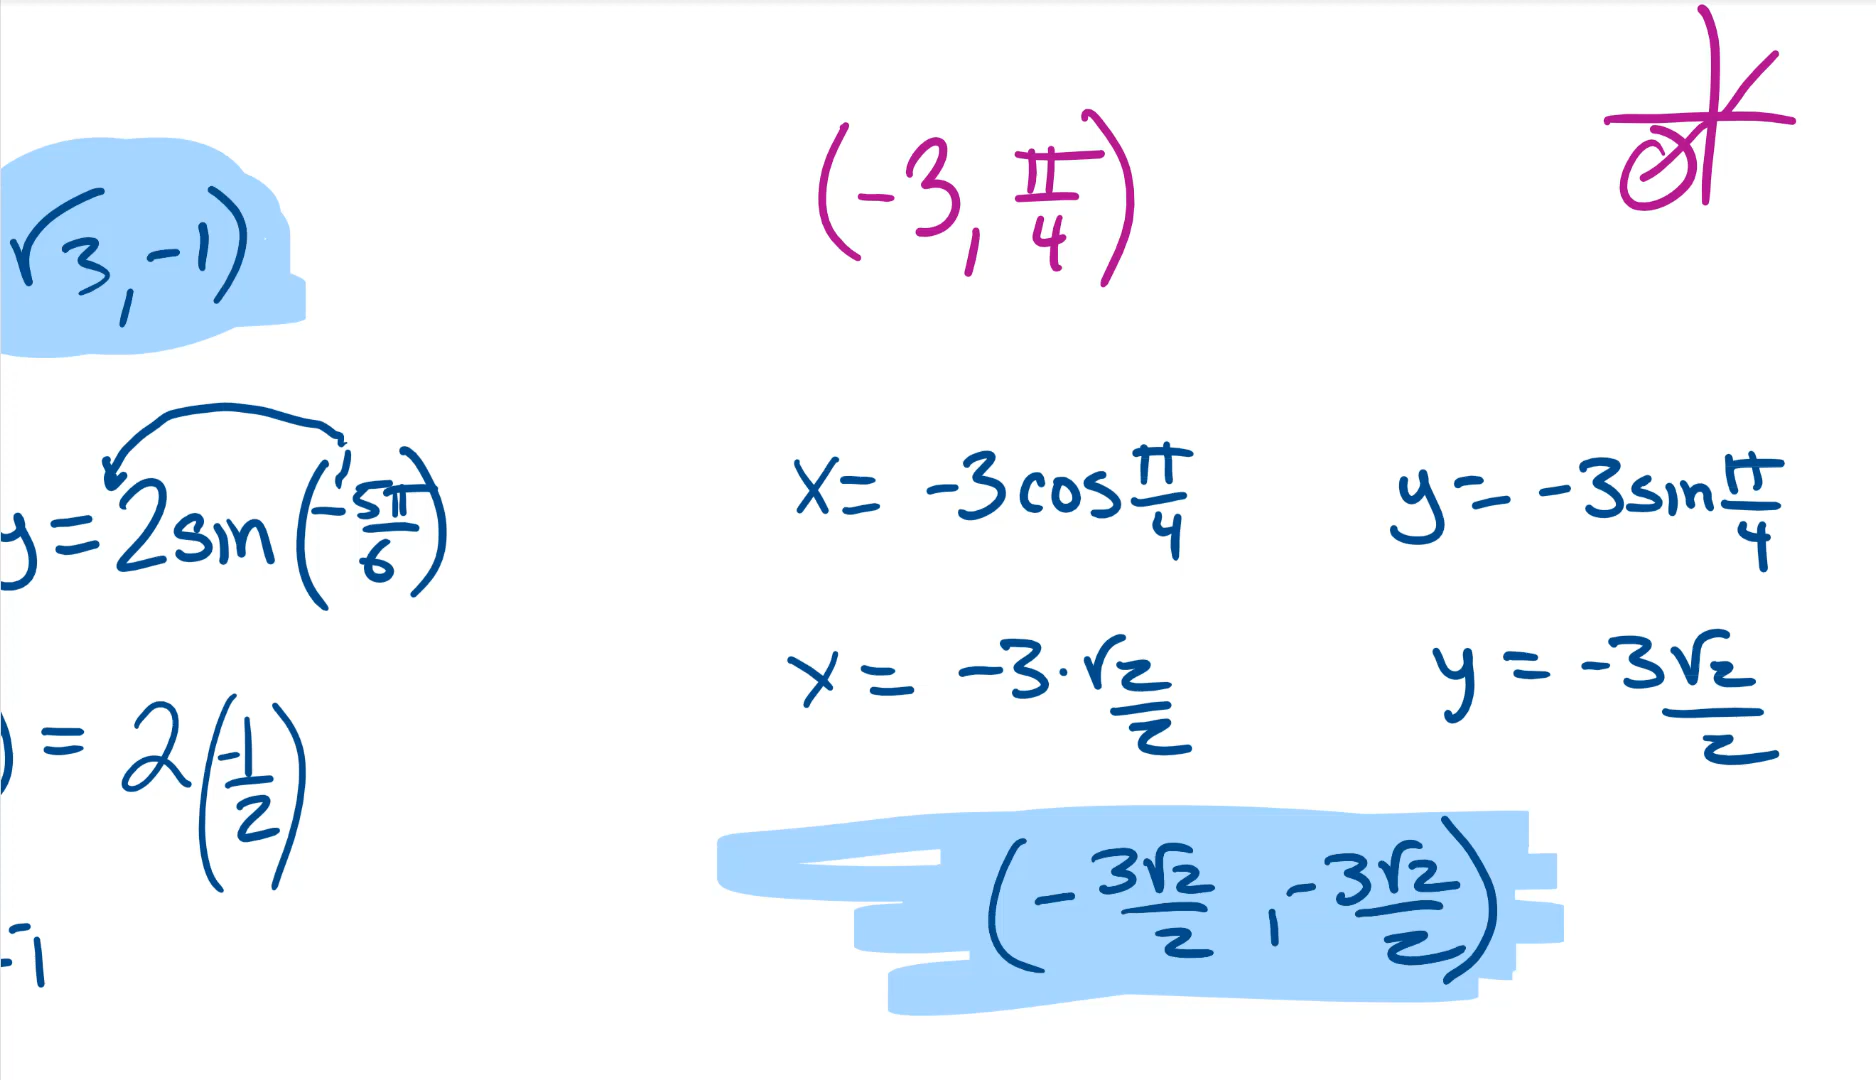 √3, -1)
y = 2sin(-5π/6)
) = 2(-1/2)
-1
(-3, π/4)
x = -3cos π/4
y = -3sin π/4
x = -3·√2/2
y = -3√2/2
(-3√2/2, -3√2/2)